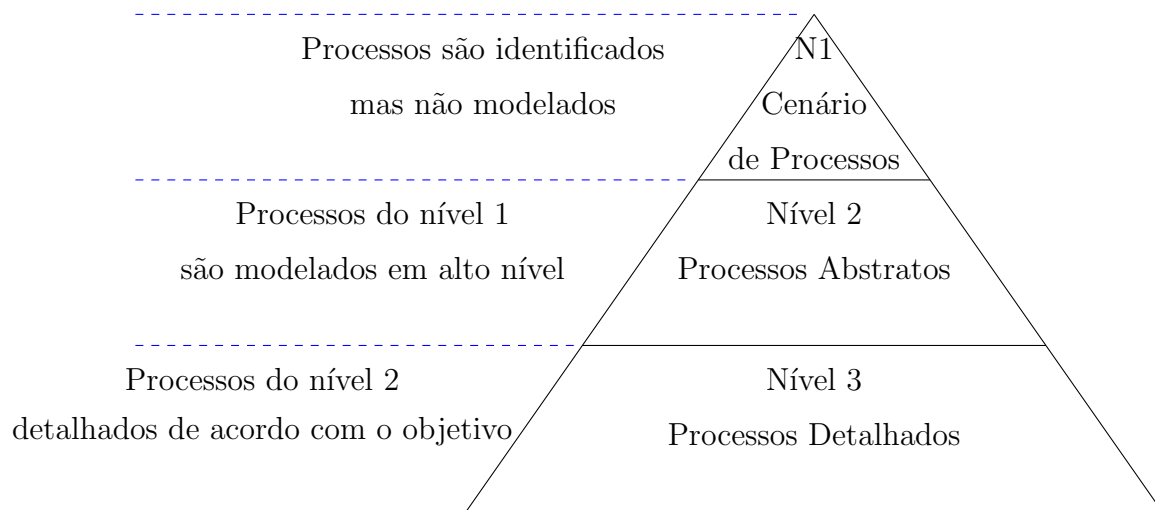 Processos são identificados
mas não modelados
N1
Cenário
de Processos
Processos do nível 1
são modelados em alto nível
Nível 2
Processos Abstratos
Processos do nível 2
detalhados de acordo com o objetivo
Nível 3
Processos Detalhados